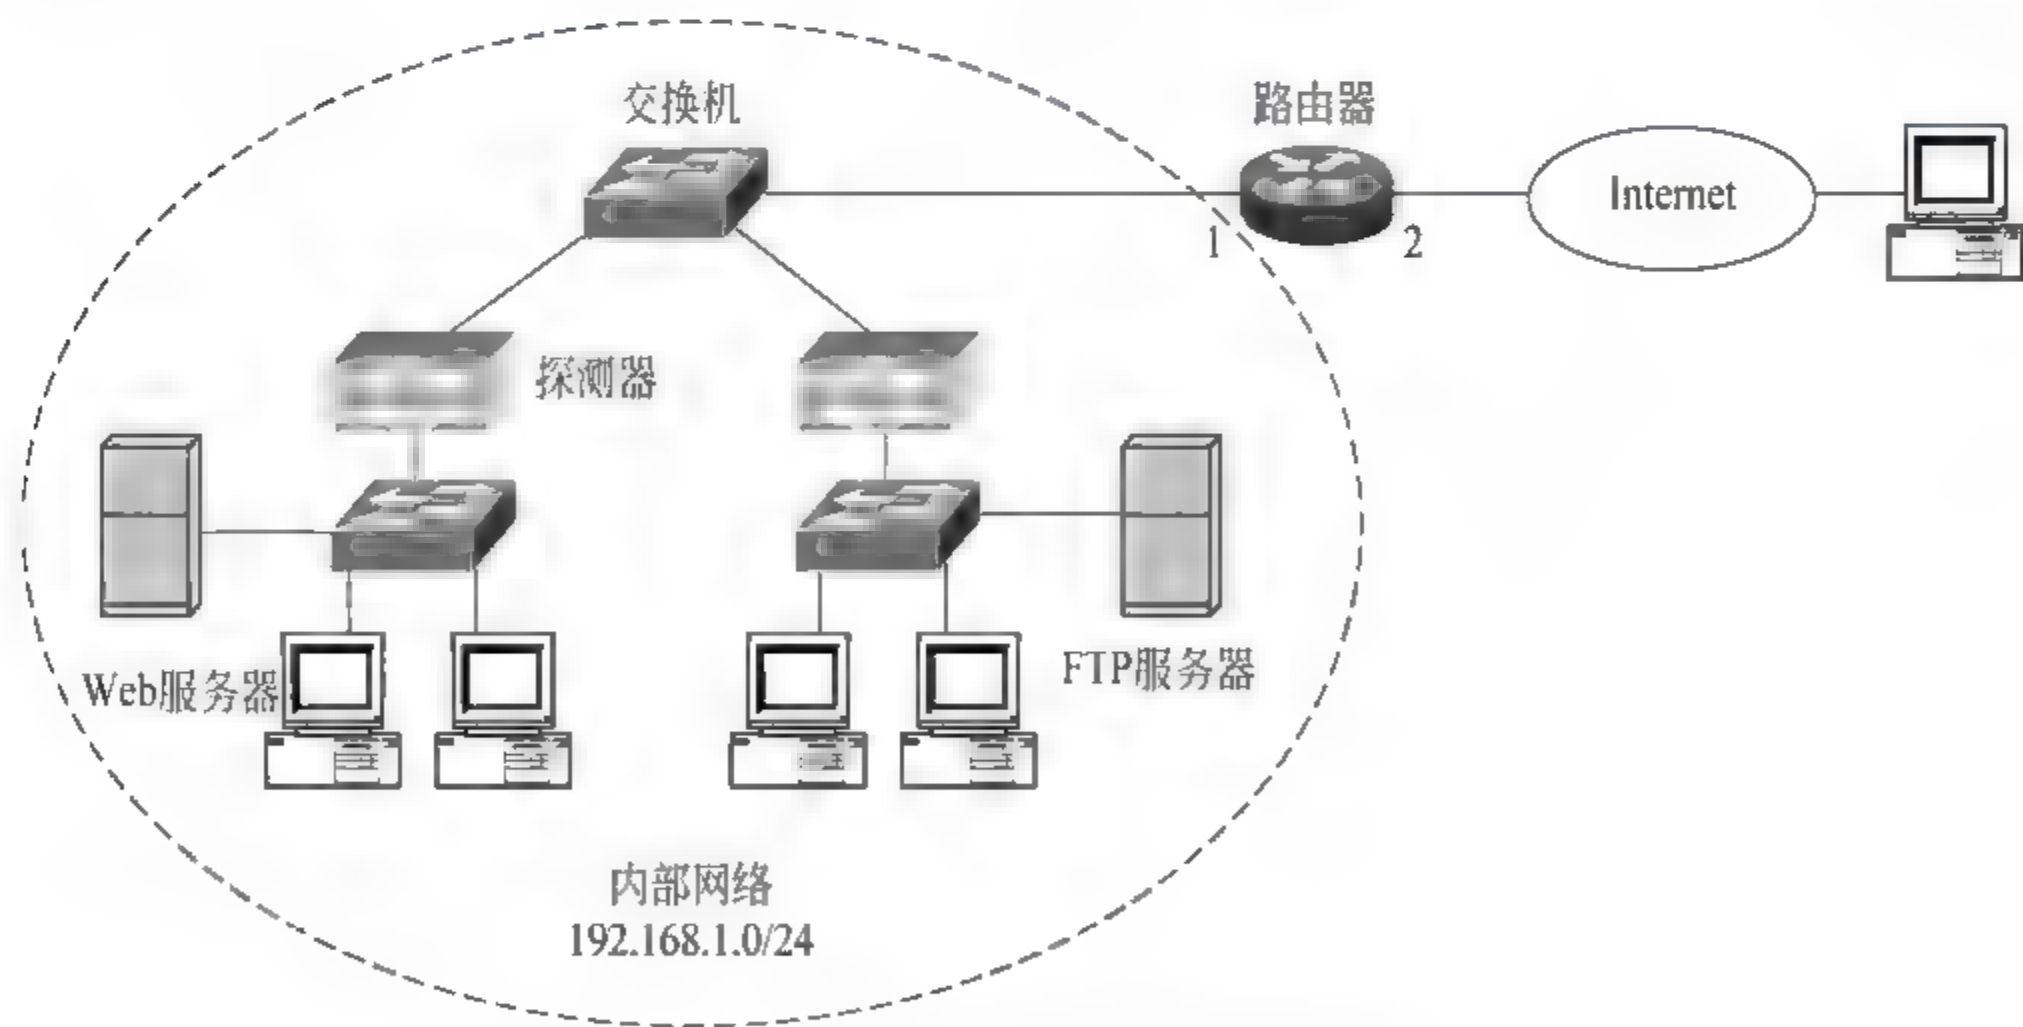 交换机
路由器
Internet
1
2
探测器
Web服务器
FTP服务器
内部网络
192.168.1.0/24